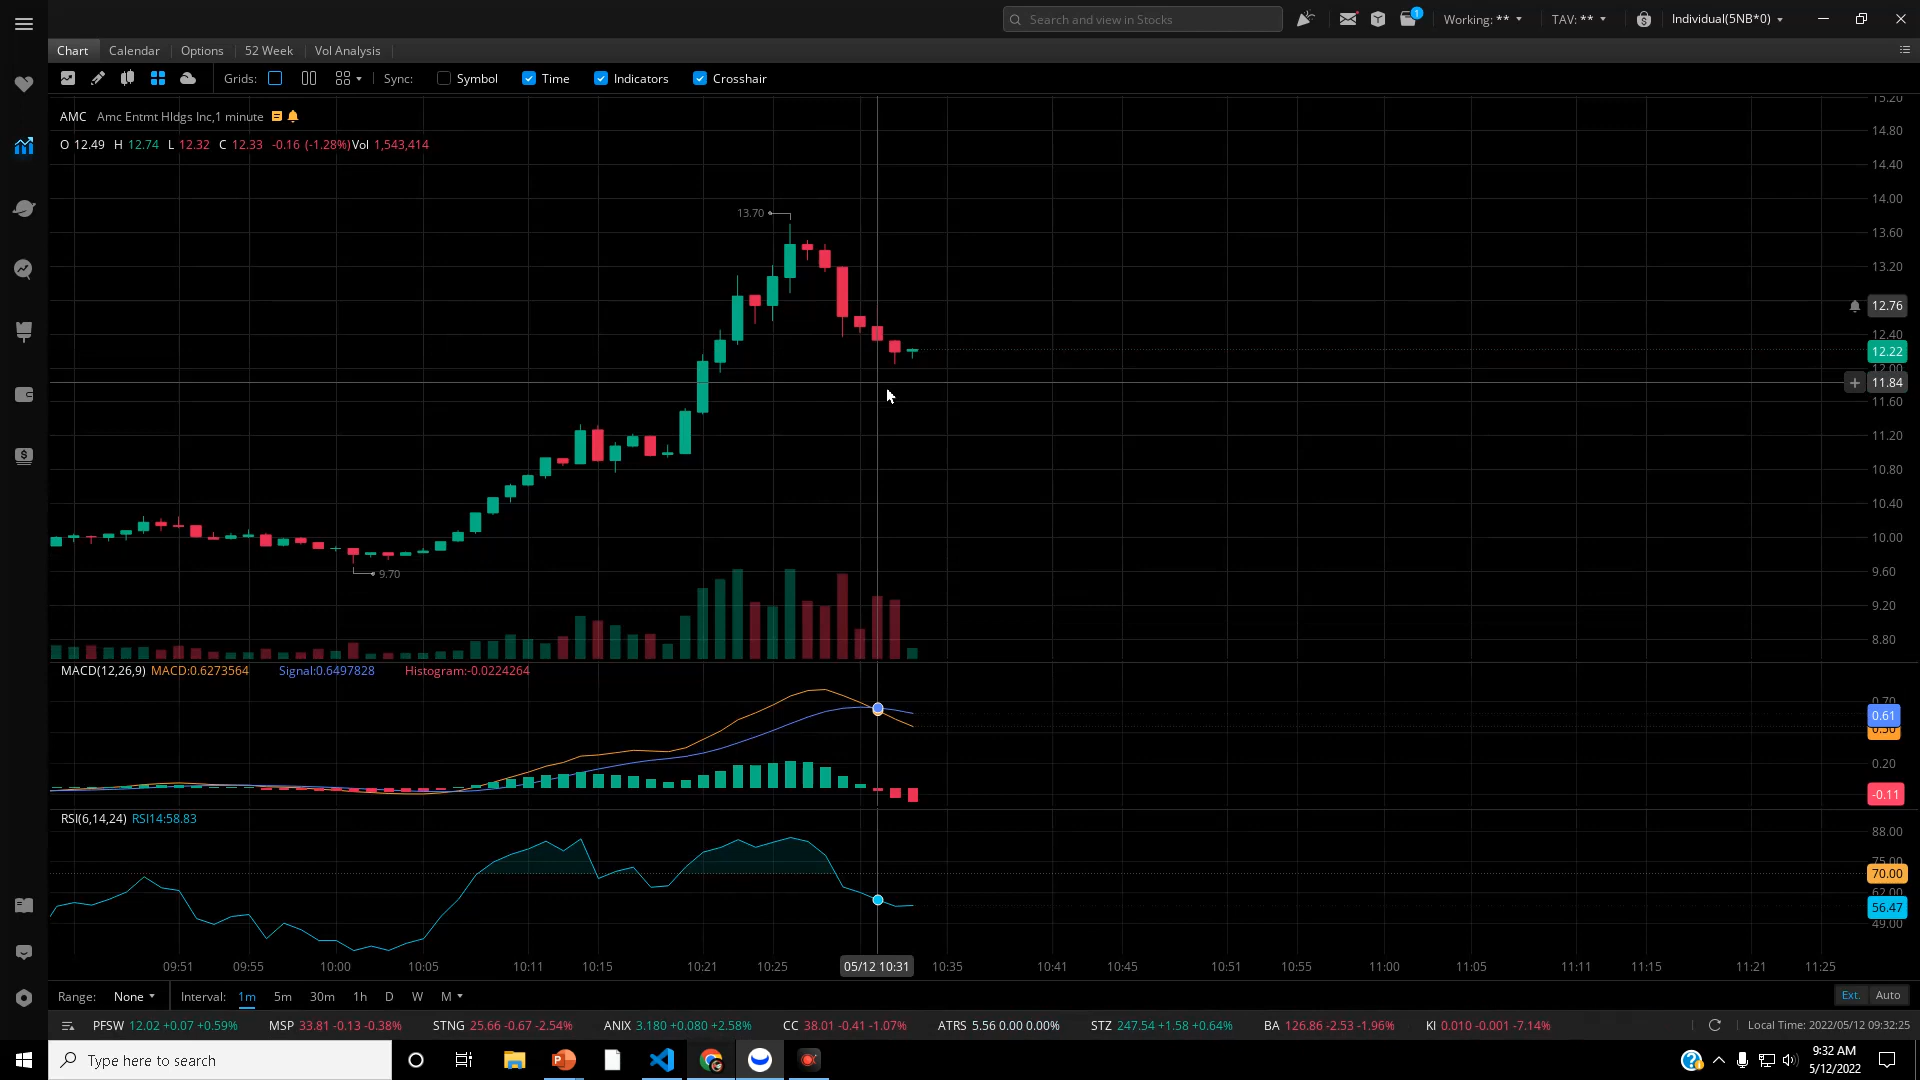 Search and view in Stocks
1
Working: **
TAV: **
Individual(5NB*0)
Chart
Calendar
Options
52 Week
Vol Analysis
Grids:
Sync:
Symbol
Time
Indicators
Crosshair
AMC Amc Entmt Hldgs Inc,1 minute
O 12.49 H 12.74 L 12.32 C 12.33 -0.16 (-1.28%)Vol 1,543,414
13.70
9.70
15.20
14.80
14.40
14.00
13.60
13.20
12.76
12.40
12.22
12.00
11.84
11.60
11.20
10.80
10.40
10.00
9.60
9.20
8.80
MACD(12,26,9) MACD:0.6273564 Signal:0.6497828 Histogram:-0.0224264
0.70
0.61
0.50
0.20
-0.11
RSI(6,14,24) RSI14:58.83
88.00
75.00
70.00
62.00
56.47
49.00
09:51 09:55 10:00 10:05 10:11 10:15 10:21 10:25 05/12 10:31 10:35 10:41 10:45 10:51 10:55 11:00 11:05 11:11 11:15 11:21 11:25
Range: None Interval: 1m 5m 30m 1h D W M Ext. Auto
PFSW 12.02 +0.07 +0.59% MSP 33.81 -0.13 -0.38% STNG 25.66 -0.67 -2.54% ANIX 3.180 +0.080 +2.58% CC 38.01 -0.41 -1.07% ATRS 5.56 0.00 0.00% STZ 247.54 +1.58 +0.64% BA 126.86 -2.53 -1.96% KI 0.010 -0.001 -7.14% Local Time: 2022/05/12 09:32:25
Type here to search
9:32 AM
5/12/2022